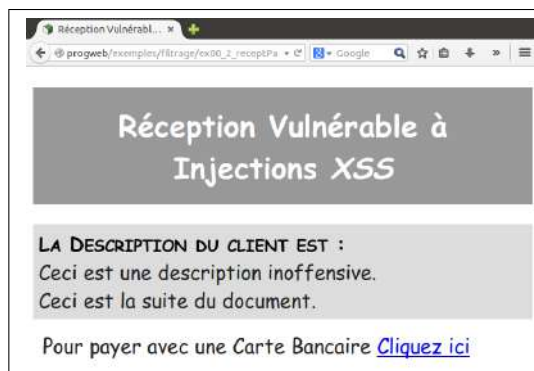 Réception Vulnérabl... ×
progweb/exemples/filtrage/ex00_2_receptPa Google
Réception Vulnérable à
Injections XSS
LA DESCRIPTION DU CLIENT EST :
Ceci est une description inoffensive.
Ceci est la suite du document.
Pour payer avec une Carte Bancaire Cliquez ici